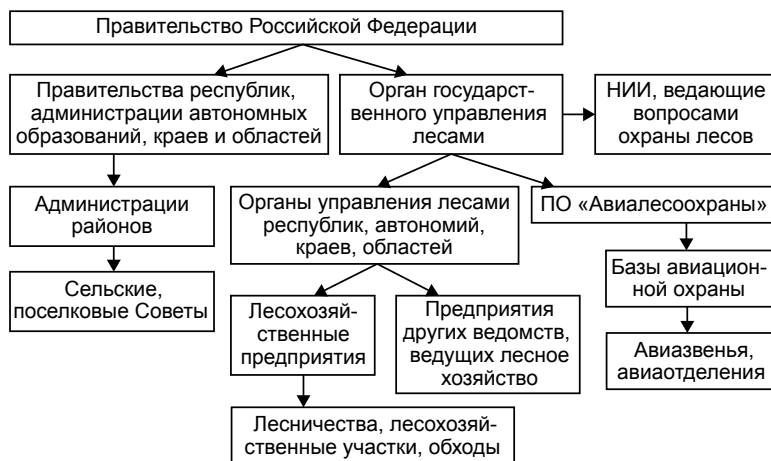 Правительство Российской Федерации
Правительства республик,
администрации автономных
образований, краев и областей
Орган государст-
венного управления
лесами
НИИ, ведающие
вопросами
охраны лесов
Администрации
районов
Органы управления лесами
республик, автономий,
краев, областей
ПО «Авиалесоохраны»
Сельские,
поселковые Советы
Базы авиацион-
ной охраны
Лесохозяй-
ственные
предприятия
Предприятия
других ведомств,
ведущих лесное
хозяйство
Авиазвенья,
авиаотделения
Лесничества, лесохозяй-
ственные участки, обходы